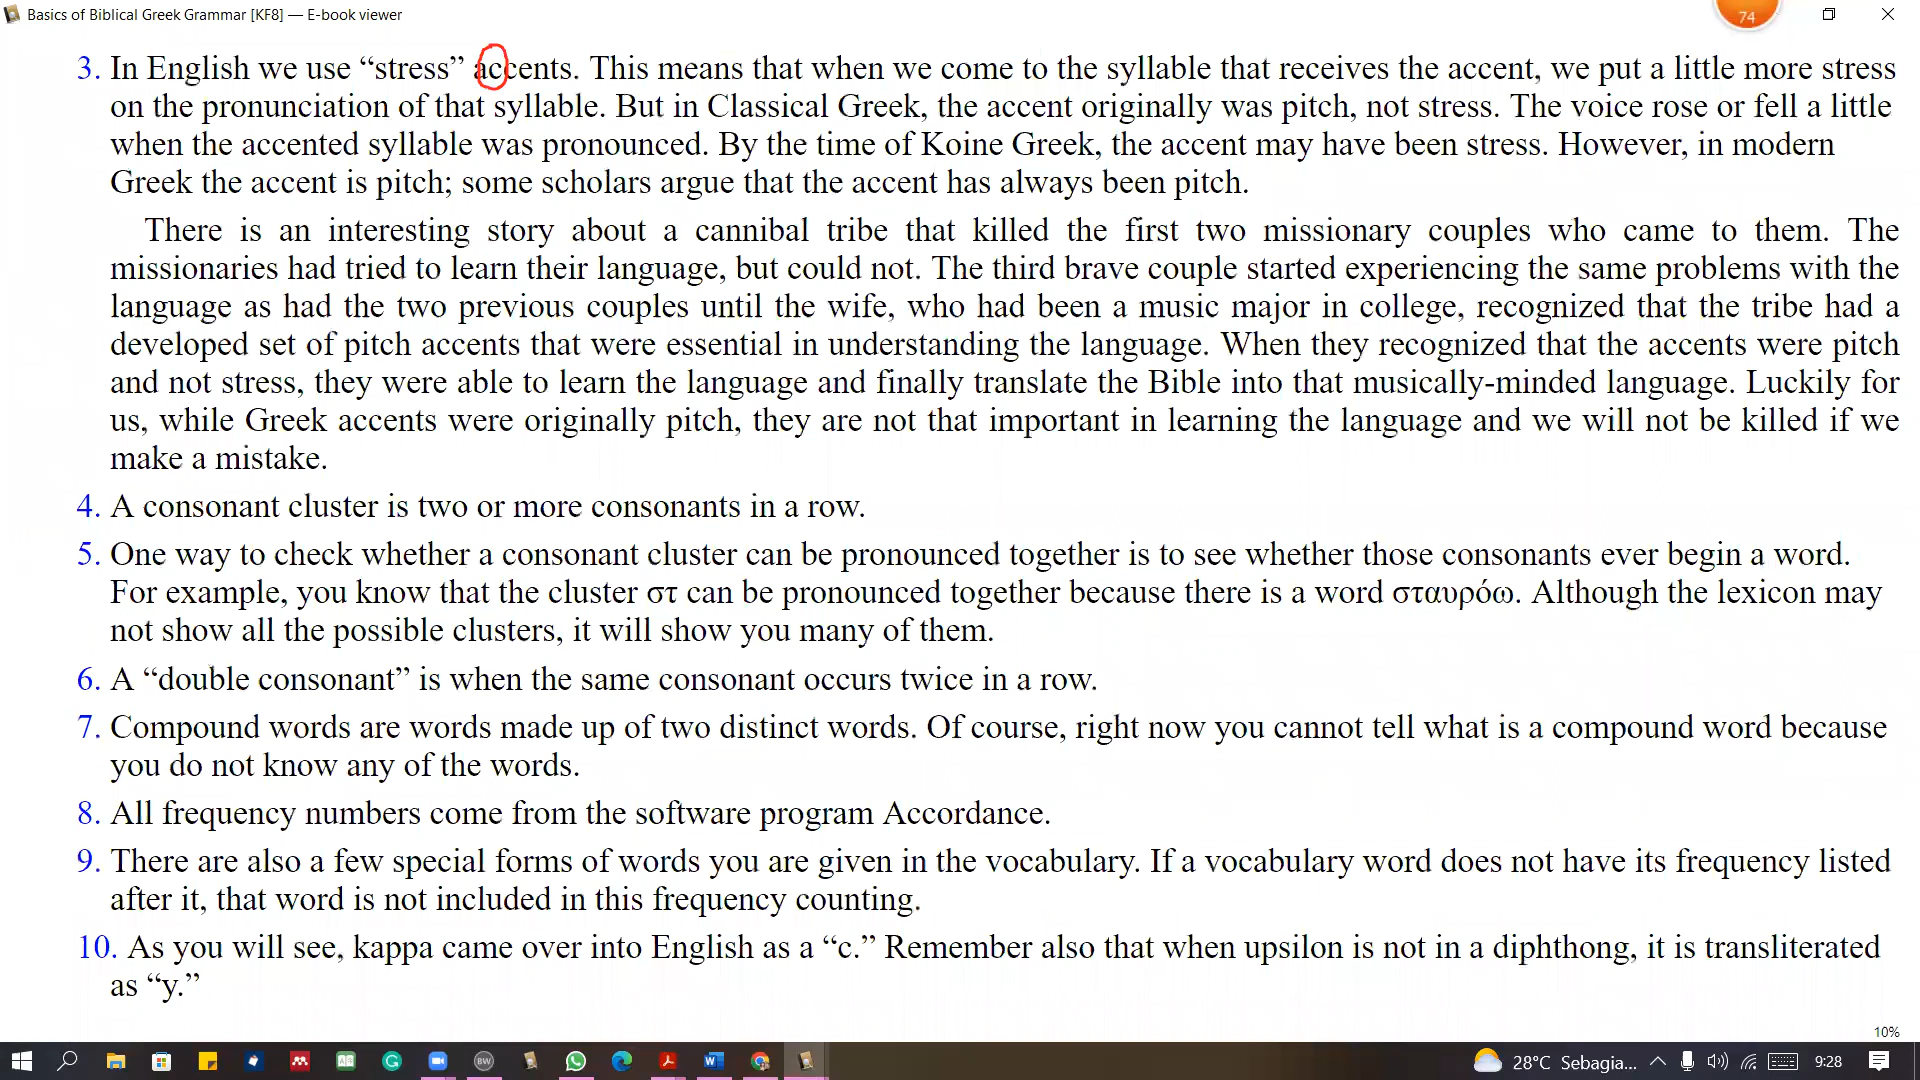 Basics of Biblical Greek Grammar [KF8] — E-book viewer
74
3. In English we use “stress” accents. This means that when we come to the syllable that receives the accent, we put a little more stress
on the pronunciation of that syllable. But in Classical Greek, the accent originally was pitch, not stress. The voice rose or fell a little
when the accented syllable was pronounced. By the time of Koine Greek, the accent may have been stress. However, in modern
Greek the accent is pitch; some scholars argue that the accent has always been pitch.
There is an interesting story about a cannibal tribe that killed the first two missionary couples who came to them. The
missionaries had tried to learn their language, but could not. The third brave couple started experiencing the same problems with the
language as had the two previous couples until the wife, who had been a music major in college, recognized that the tribe had a
developed set of pitch accents that were essential in understanding the language. When they recognized that the accents were pitch
and not stress, they were able to learn the language and finally translate the Bible into that musically-minded language. Luckily for
us, while Greek accents were originally pitch, they are not that important in learning the language and we will not be killed if we
make a mistake.
4. A consonant cluster is two or more consonants in a row.
5. One way to check whether a consonant cluster can be pronounced together is to see whether those consonants ever begin a word.
For example, you know that the cluster στ can be pronounced together because there is a word σταυρόω. Although the lexicon may
not show all the possible clusters, it will show you many of them.
6. A “double consonant” is when the same consonant occurs twice in a row.
7. Compound words are words made up of two distinct words. Of course, right now you cannot tell what is a compound word because
you do not know any of the words.
8. All frequency numbers come from the software program Accordance.
9. There are also a few special forms of words you are given in the vocabulary. If a vocabulary word does not have its frequency listed
after it, that word is not included in this frequency counting.
10. As you will see, kappa came over into English as a “c.” Remember also that when upsilon is not in a diphthong, it is transliterated
as “y.”
10%
BW
28°C Sebagia... 9:28